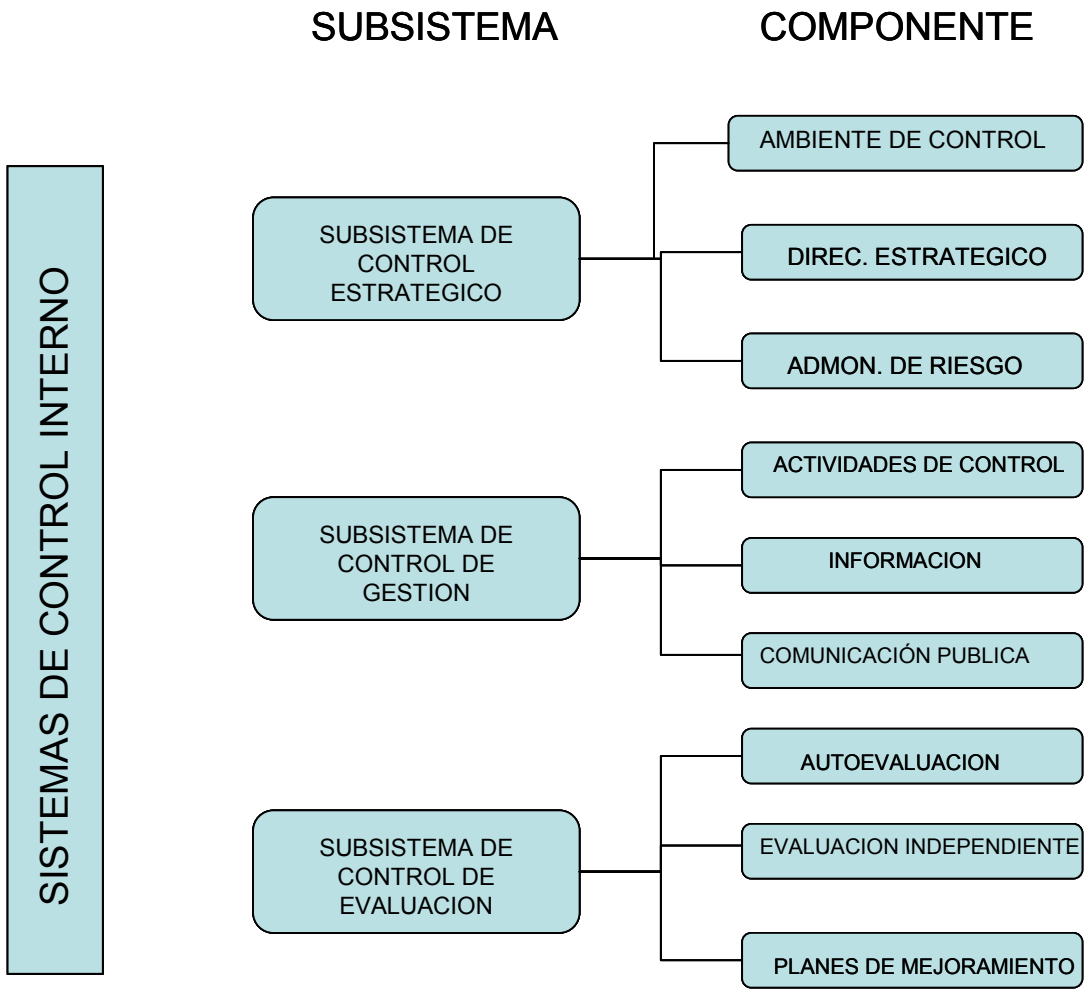 SUBSISTEMA
COMPONENTE
SISTEMAS DE CONTROL INTERNO
SUBSISTEMA DE
CONTROL
ESTRATEGICO
AMBIENTE DE CONTROL
DIREC. ESTRATEGICO
ADMON. DE RIESGO
SUBSISTEMA DE
CONTROL DE
GESTION
ACTIVIDADES DE CONTROL
INFORMACION
COMUNICACIÓN PUBLICA
SUBSISTEMA DE
CONTROL DE
EVALUACION
AUTOEVALUACION
EVALUACION INDEPENDIENTE
PLANES DE MEJORAMIENTO